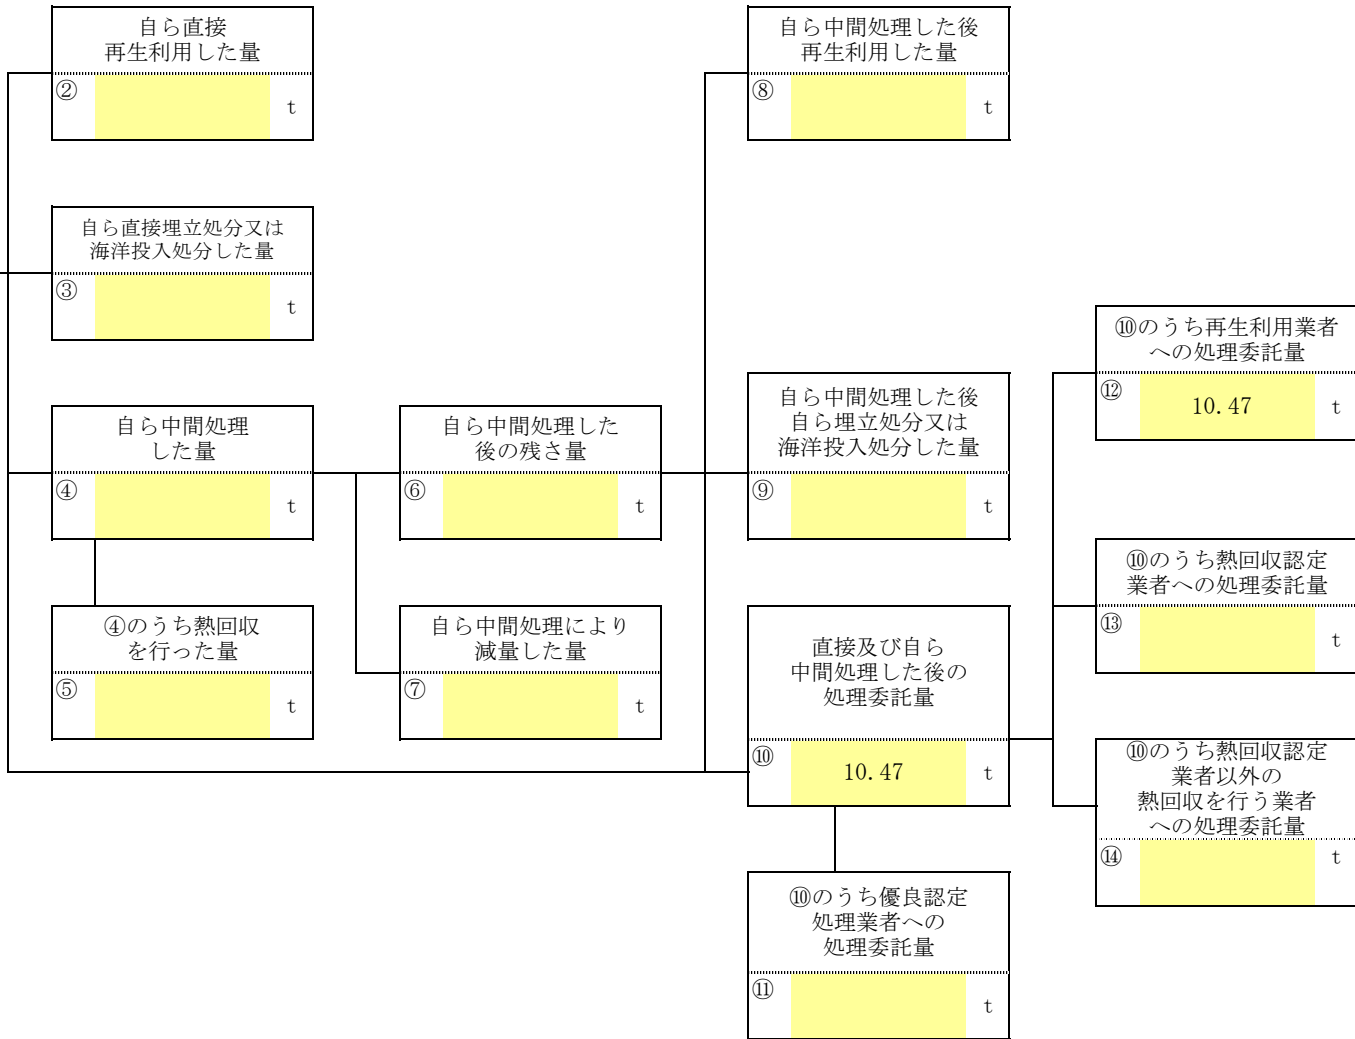 自ら直接
再生利用した量
② t
自ら直接埋立処分又は
海洋投入処分した量
③ t
自ら中間処理
した量
④ t
④のうち熱回収
を行った量
⑤ t
自ら中間処理した
後の残さ量
⑥ t
自ら中間処理により
減量した量
⑦ t
自ら中間処理した後
再生利用した量
⑧ t
自ら中間処理した後
自ら埋立処分又は
海洋投入処分した量
⑨ t
直接及び自ら
中間処理した後の
処理委託量
⑩ 10.47 t
⑩のうち優良認定
処理業者への
処理委託量
⑪ t
⑩のうち再生利用業者
への処理委託量
⑫ 10.47 t
⑩のうち熱回収認定
業者への処理委託量
⑬ t
⑩のうち熱回収認定
業者以外の
熱回収を行う業者
への処理委託量
⑭ t